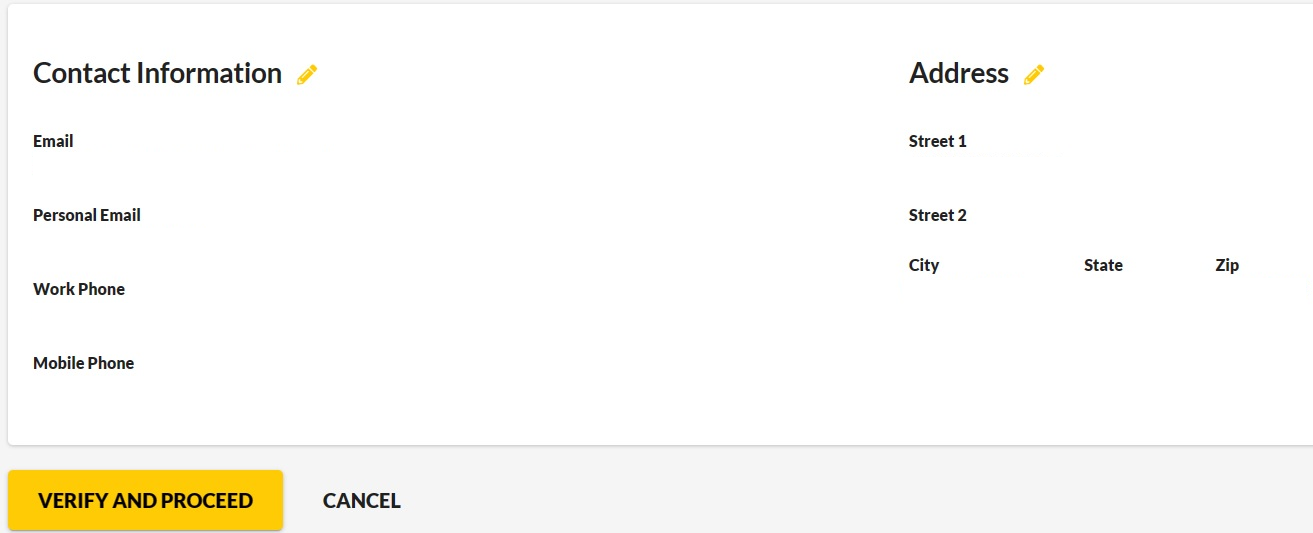 Contact Information
Email
Personal Email
Work Phone
Mobile Phone
Address
Street 1
Street 2
City State Zip
VERIFY AND PROCEED CANCEL